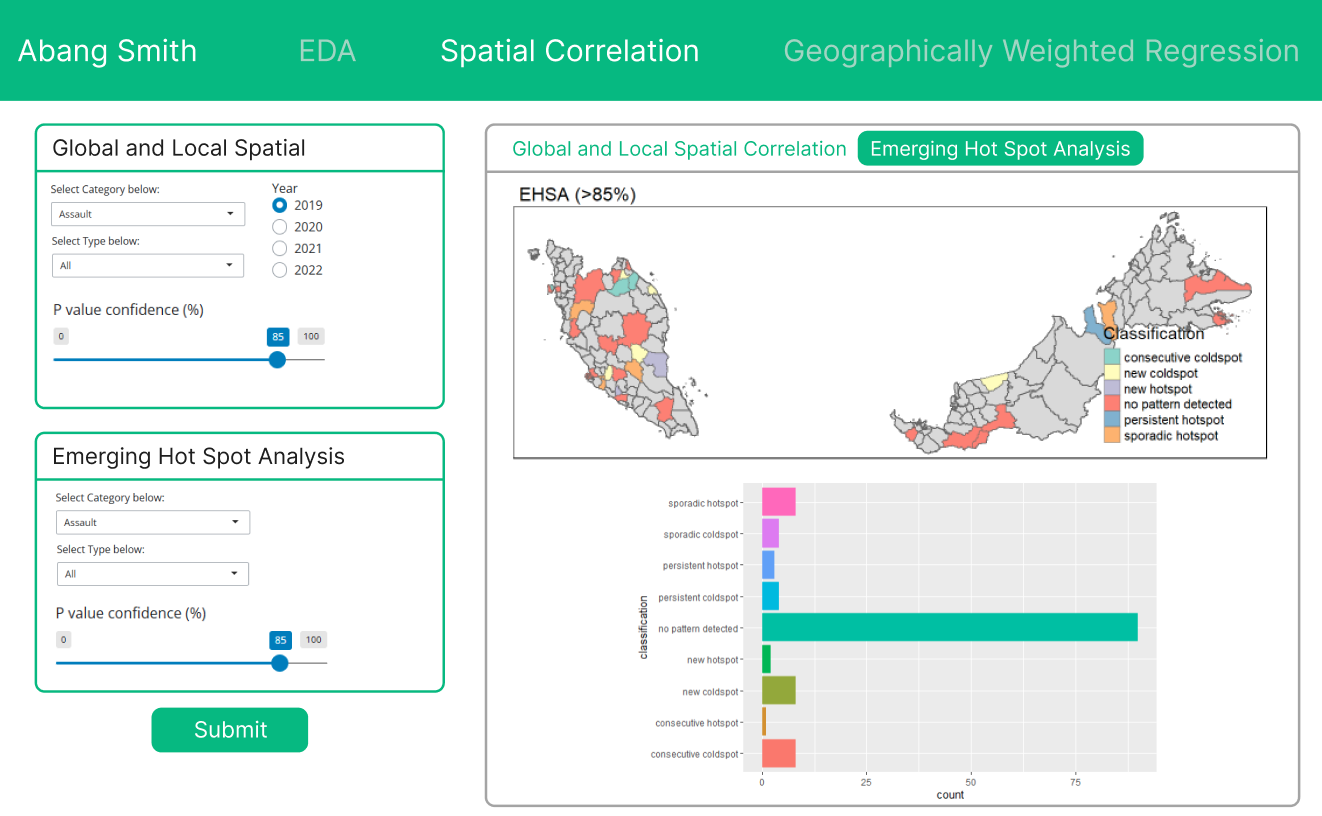 Abang Smith EDA Spatial Correlation Geographically Weighted Regression
Global and Local Spatial
Select Category below:
Assault
Select Type below:
All
Year
2019
2020
2021
2022
P value confidence (%)
0 85 100
Emerging Hot Spot Analysis
Select Category below:
Assault
Select Type below:
All
P value confidence (%)
0 85 100
Submit
Global and Local Spatial Correlation Emerging Hot Spot Analysis
EHSA (>85%)
Classification
consecutive coldspot
new coldspot
new hotspot
no pattern detected
persistent hotspot
sporadic hotspot
classification
sporadic hotspot
sporadic coldspot
persistent hotspot
persistent coldspot
no pattern detected
new hotspot
new coldspot
consecutive hotspot
consecutive coldspot
0 25 50 75
count